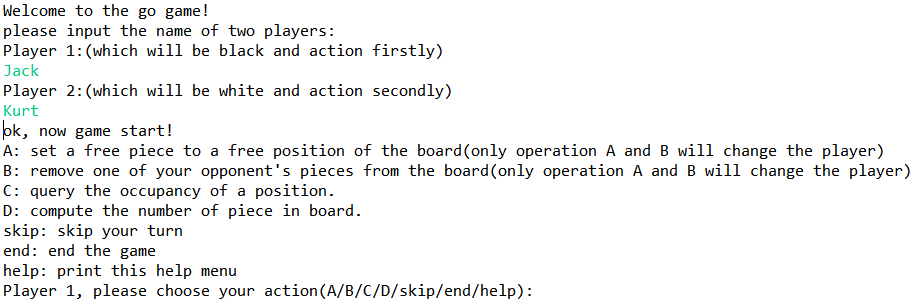 Welcome to the go game!
please input the name of two players:
Player 1:(which will be black and action firstly)
Jack
Player 2:(which will be white and action secondly)
Kurt
ok, now game start!
A: set a free piece to a free position of the board(only operation A and B will change the player)
B: remove one of your opponent's pieces from the board(only operation A and B will change the player)
C: query the occupancy of a position.
D: compute the number of piece in board.
skip: skip your turn
end: end the game
help: print this help menu
Player 1, please choose your action(A/B/C/D/skip/end/help):